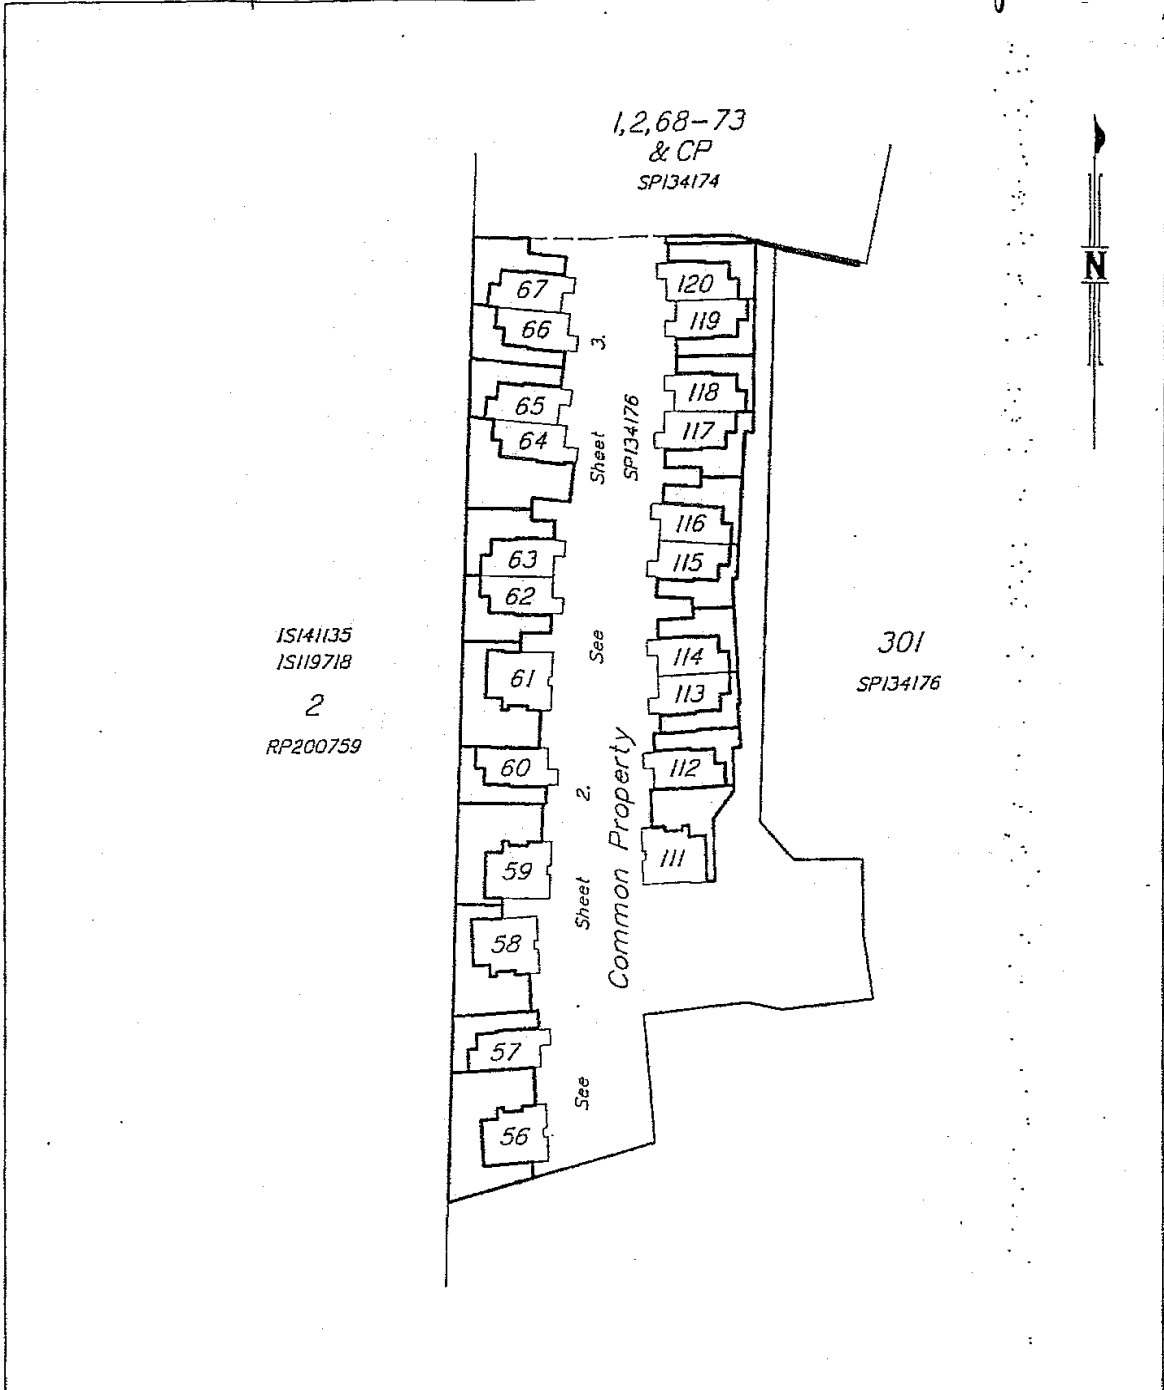 1,2,68-73
& CP
SP134174
N
67
66
65
64
63
62
61
60
59
58
57
56
120
119
118
117
116
115
114
113
112
111
See Sheet 3.
SP134176
See Sheet 2.
Common Property
IS141135
IS119718
2
RP200759
301
SP134176